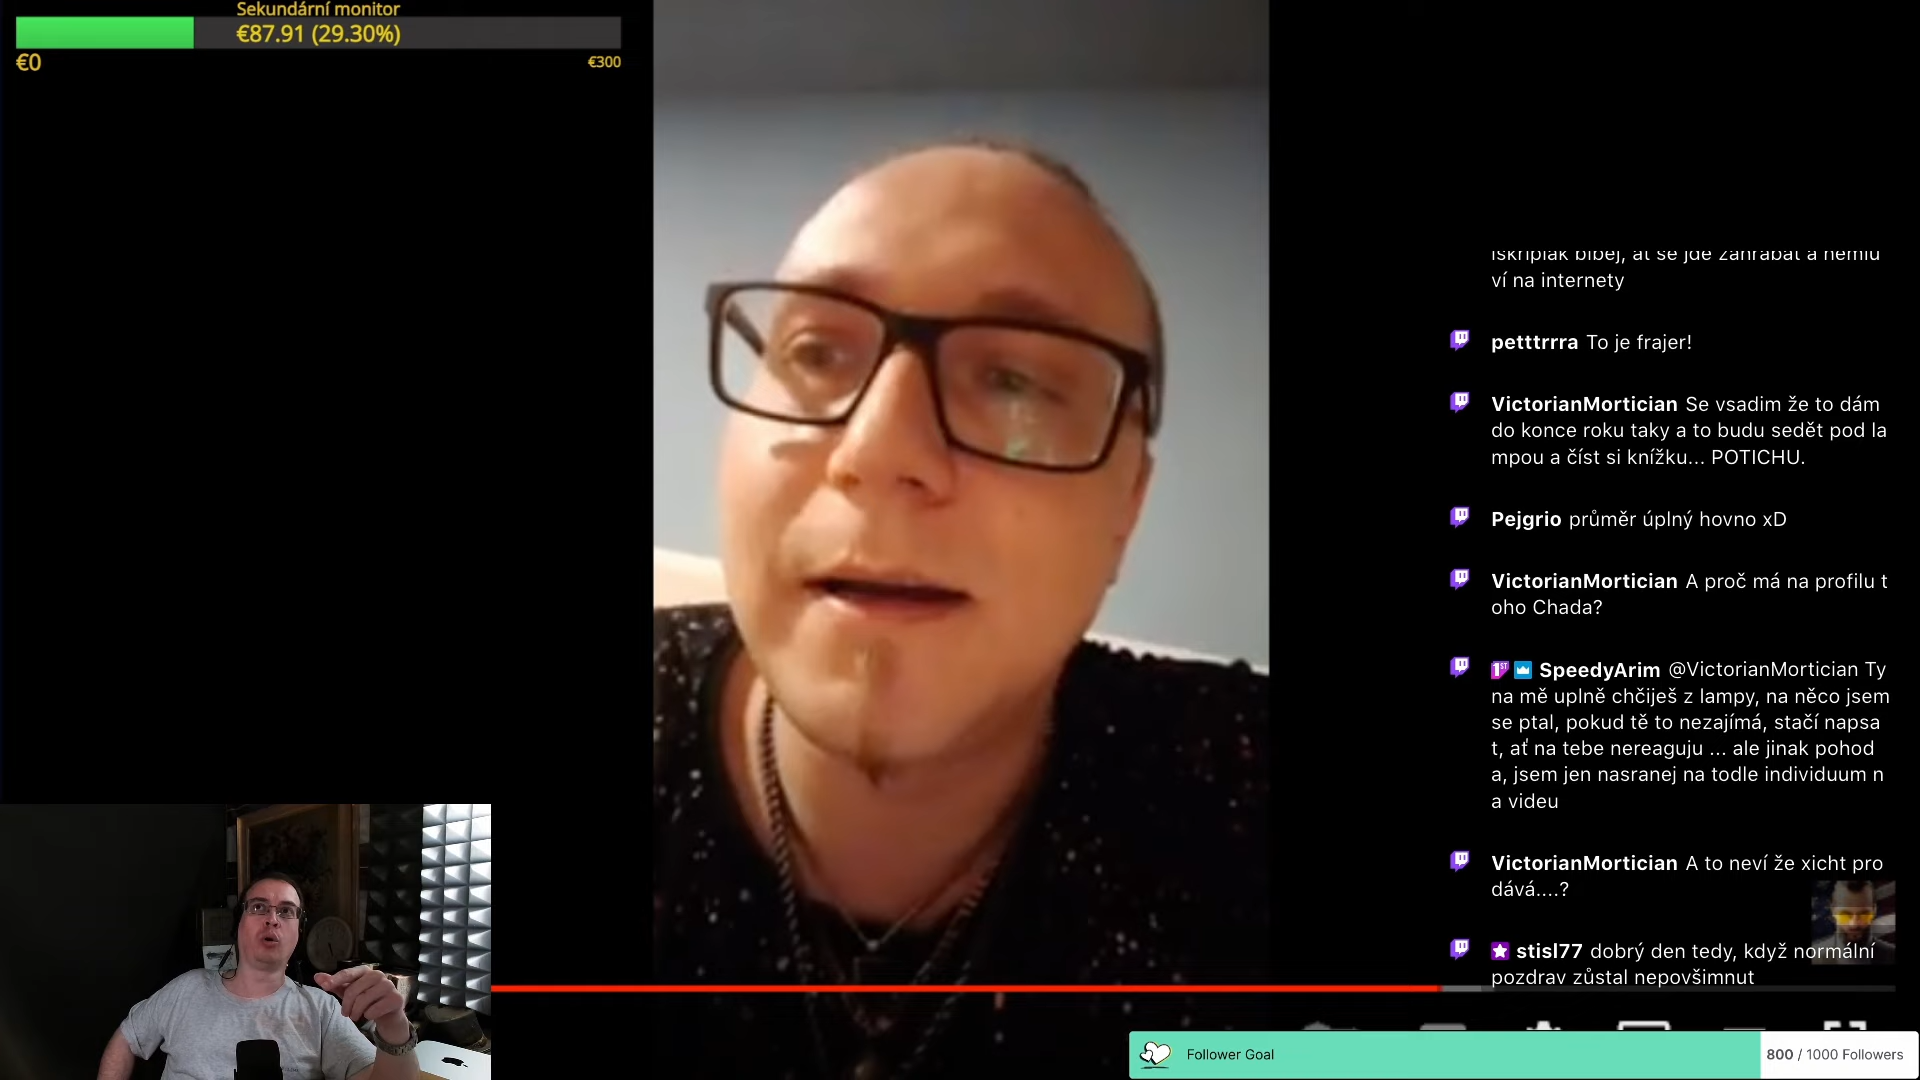 Sekundární monitor
€87.91 (29.30%)
€0
€300
ví na internety
petttrrra To je frajer!
VictorianMortician Se vsadim že to dám
do konce roku taky a to budu sedět pod la
mpou a číst si knížku... POTICHU.
Pejgrio průměr úplný hovno xD
VictorianMortician A proč má na profilu t
oho Chada?
1ST SpeedyArim @VictorianMortician Ty
na mě uplně chčiješ z lampy, na něco jsem
se ptal, pokud tě to nezajímá, stačí napsa
t, ať na tebe nereaguju ... ale jinak pohod
a, jsem jen nasranej na todle individuum n
a videu
VictorianMortician A to neví že xicht pro
dává....?
stisl77 dobrý den tedy, když normální
pozdrav zůstal nepovšimnut
Follower Goal
800 / 1000 Followers